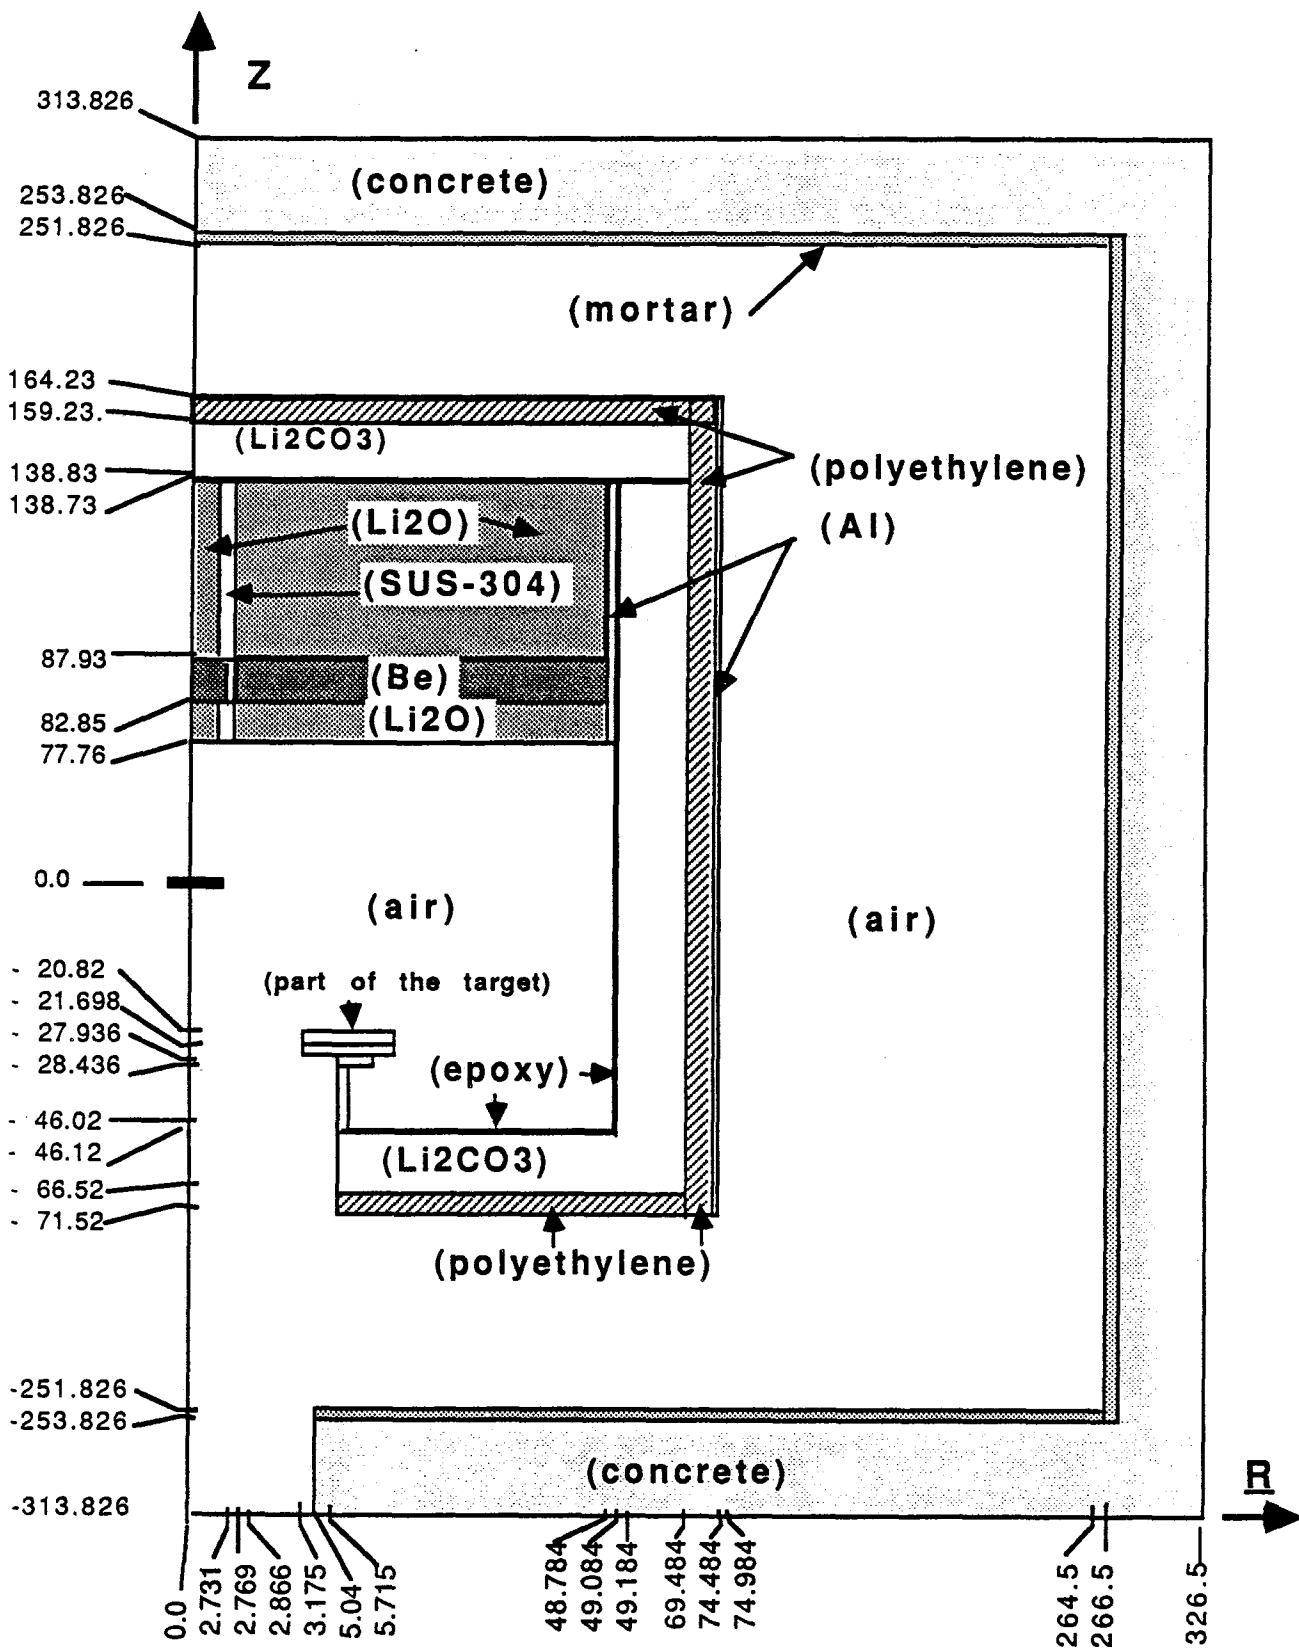 Z
313.826
(concrete)
253.826
251.826
(mortar)
164.23
159.23.
(Li2CO3)
138.83
138.73
(polyethylene)
(Al)
(Li2O)
(SUS-304)
87.93
(Be)
82.85
(Li2O)
77.76
0.0
(air)
(air)
- 20.82
- 21.698
- 27.936
- 28.436
(part of the target)
(epoxy)
- 46.02
- 46.12
(Li2CO3)
- 66.52
- 71.52
(polyethylene)
-251.826
-253.826
(concrete)
R
-313.826
0.0
2.731
2.769
2.866
3.175
5.04
5.715
48.784
49.084
49.184
69.484
74.484
74.984
264.5
266.5
326.5